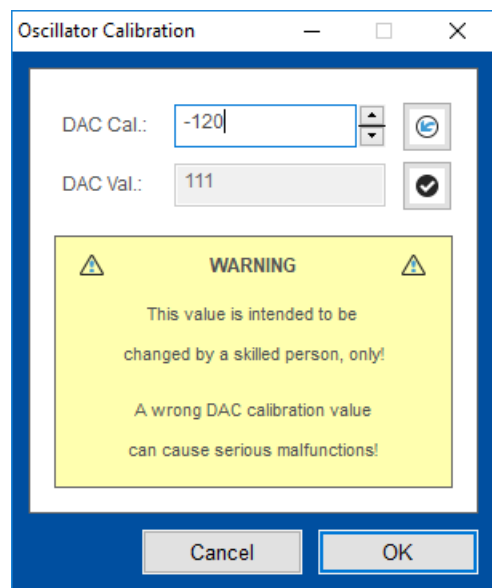 Oscillator Calibration
DAC Cal.: -120
DAC Val.: 111
WARNING
This value is intended to be
changed by a skilled person, only!
A wrong DAC calibration value
can cause serious malfunctions!
Cancel OK